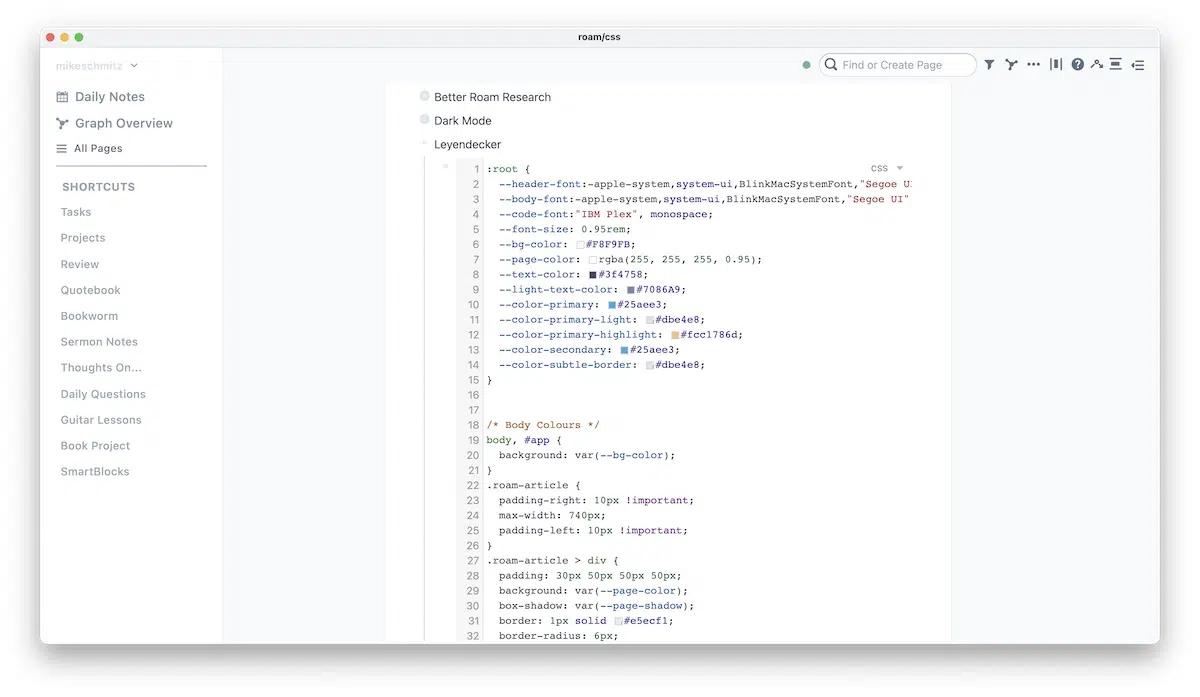 roam/css
mikeschmitz
Find or Create Page
Daily Notes
Graph Overview
All Pages
SHORTCUTS
Tasks
Projects
Review
Quotebook
Bookworm
Sermon Notes
Thoughts On...
Daily Questions
Guitar Lessons
Book Project
SmartBlocks
Better Roam Research
Dark Mode
Leyendecker
CSS
1 :root {
2 --header-font:-apple-system,system-ui,BlinkMacSystemFont,"Segoe UI
3 --body-font:-apple-system,system-ui,BlinkMacSystemFont,"Segoe UI"
4 --code-font:"IBM Plex", monospace;
5 --font-size: 0.95rem;
6 --bg-color: #F8F9FB;
7 --page-color: rgba(255, 255, 255, 0.95);
8 --text-color: #3f4758;
9 --light-text-color: #7086A9;
10 --color-primary: #25aee3;
11 --color-primary-light: #dbe4e8;
12 --color-primary-highlight: #fcc1786d;
13 --color-secondary: #25aee3;
14 --color-subtle-border: #dbe4e8;
15 }
16
17
18 /* Body Colours */
19 body, #app {
20 background: var(--bg-color);
21 }
22 .roam-article {
23 padding-right: 10px !important;
24 max-width: 740px;
25 padding-left: 10px !important;
26 }
27 .roam-article > div {
28 padding: 30px 50px 50px 50px;
29 background: var(--page-color);
30 box-shadow: var(--page-shadow);
31 border: 1px solid #e5ecf1;
32 border-radius: 6px;